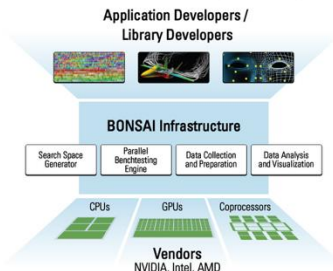 Application Developers /
Library Developers
BONSAI Infrastructure
Search Space
Generator
Parallel
Benchtesting
Engine
Data Collection
and Preparation
Data Analysis
and Visualization
CPUs
GPUs
Coprocessors
Vendors
NVIDIA, Intel, AMD